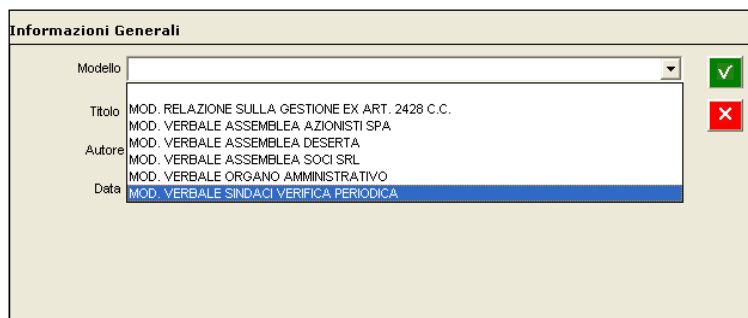 Informazioni Generali
Modello
Titolo
MOD. RELAZIONE SULLA GESTIONE EX ART. 2428 C.C.
MOD. VERBALE ASSEMBLEA AZIONISTI SPA
Autore
MOD. VERBALE ASSEMBLEA DESERTA
MOD. VERBALE ASSEMBLEA SOCI SRL
MOD. VERBALE ORGANO AMMINISTRATIVO
Data
MOD. VERBALE SINDACI VERIFICA PERIODICA